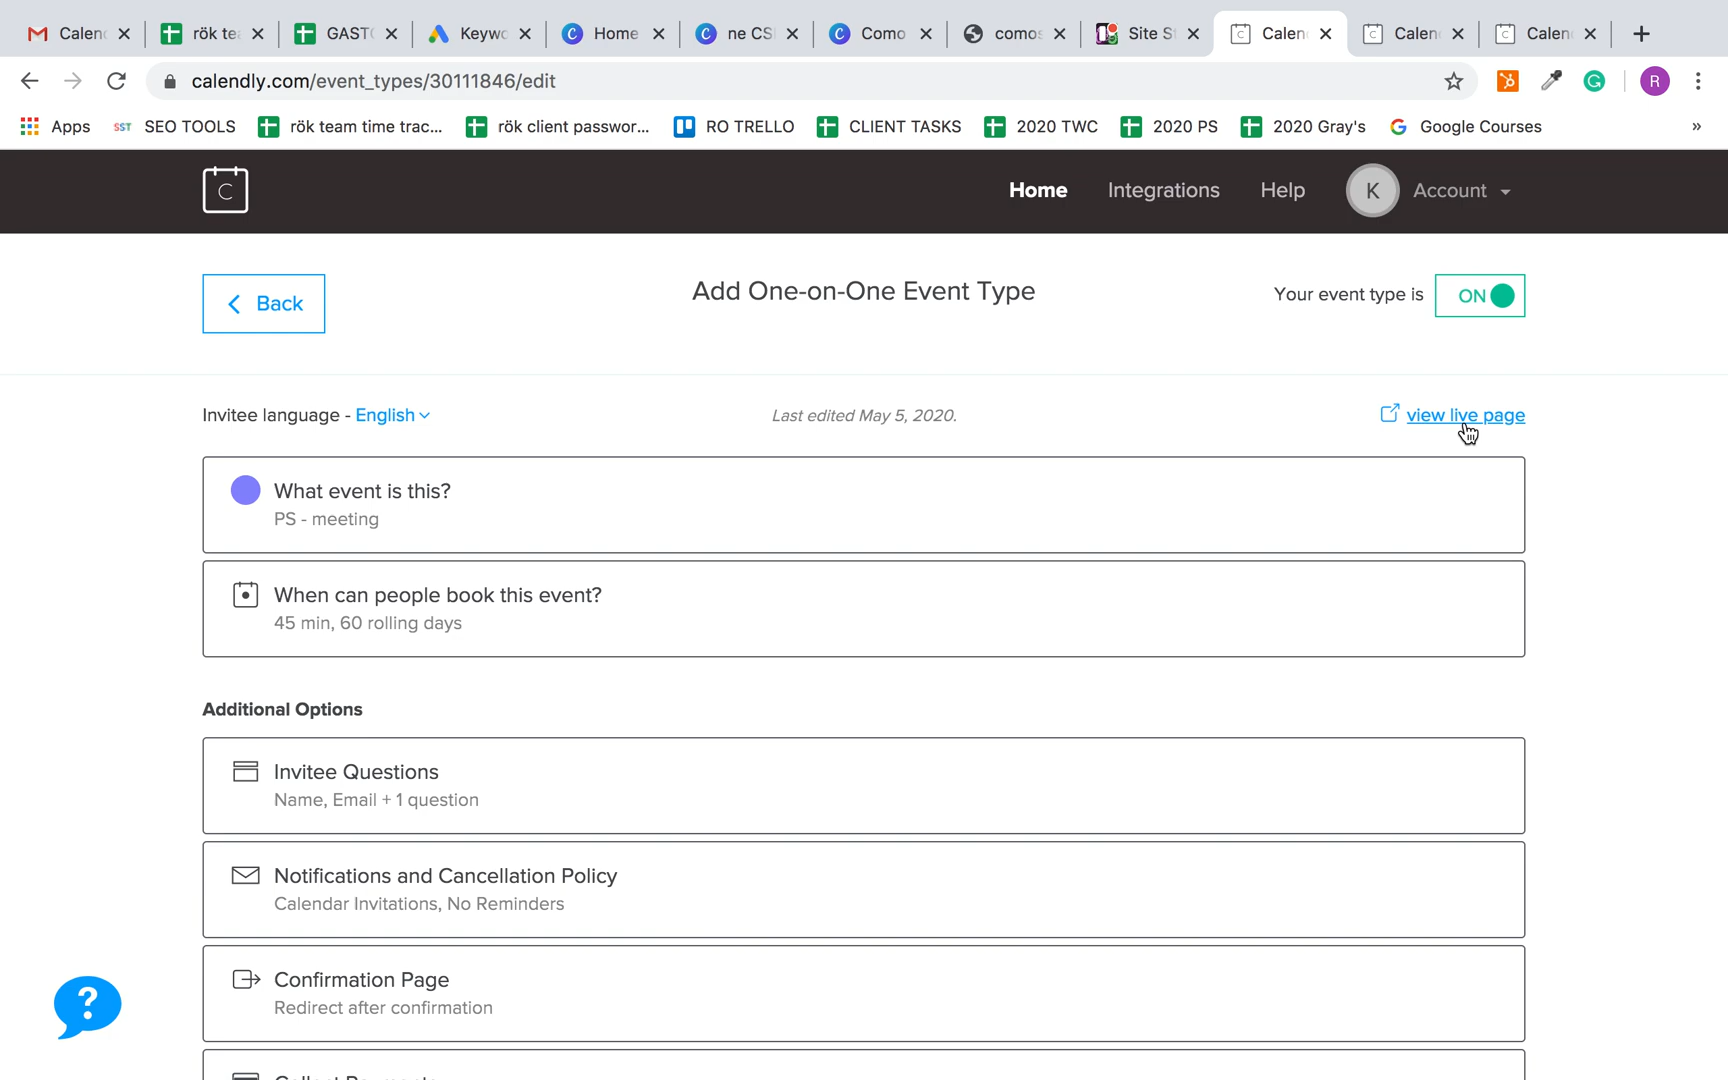 Calen
rök te
GAST
Keywo
Home
ne CS
Como
como
Site S
Calen
Calen
Calen
calendly.com/event_types/30111846/edit
R
Apps
SST SEO TOOLS
rök team time trac...
rök client passwor...
RO TRELLO
CLIENT TASKS
2020 TWC
2020 PS
2020 Gray's
Google Courses
»
C
Home
Integrations
Help
K
Account
Back
Add One-on-One Event Type
Your event type is
ON
Invitee language - English
Last edited May 5, 2020.
view live page
What event is this?
PS - meeting
When can people book this event?
45 min, 60 rolling days
Additional Options
Invitee Questions
Name, Email + 1 question
Notifications and Cancellation Policy
Calendar Invitations, No Reminders
Confirmation Page
Redirect after confirmation
?